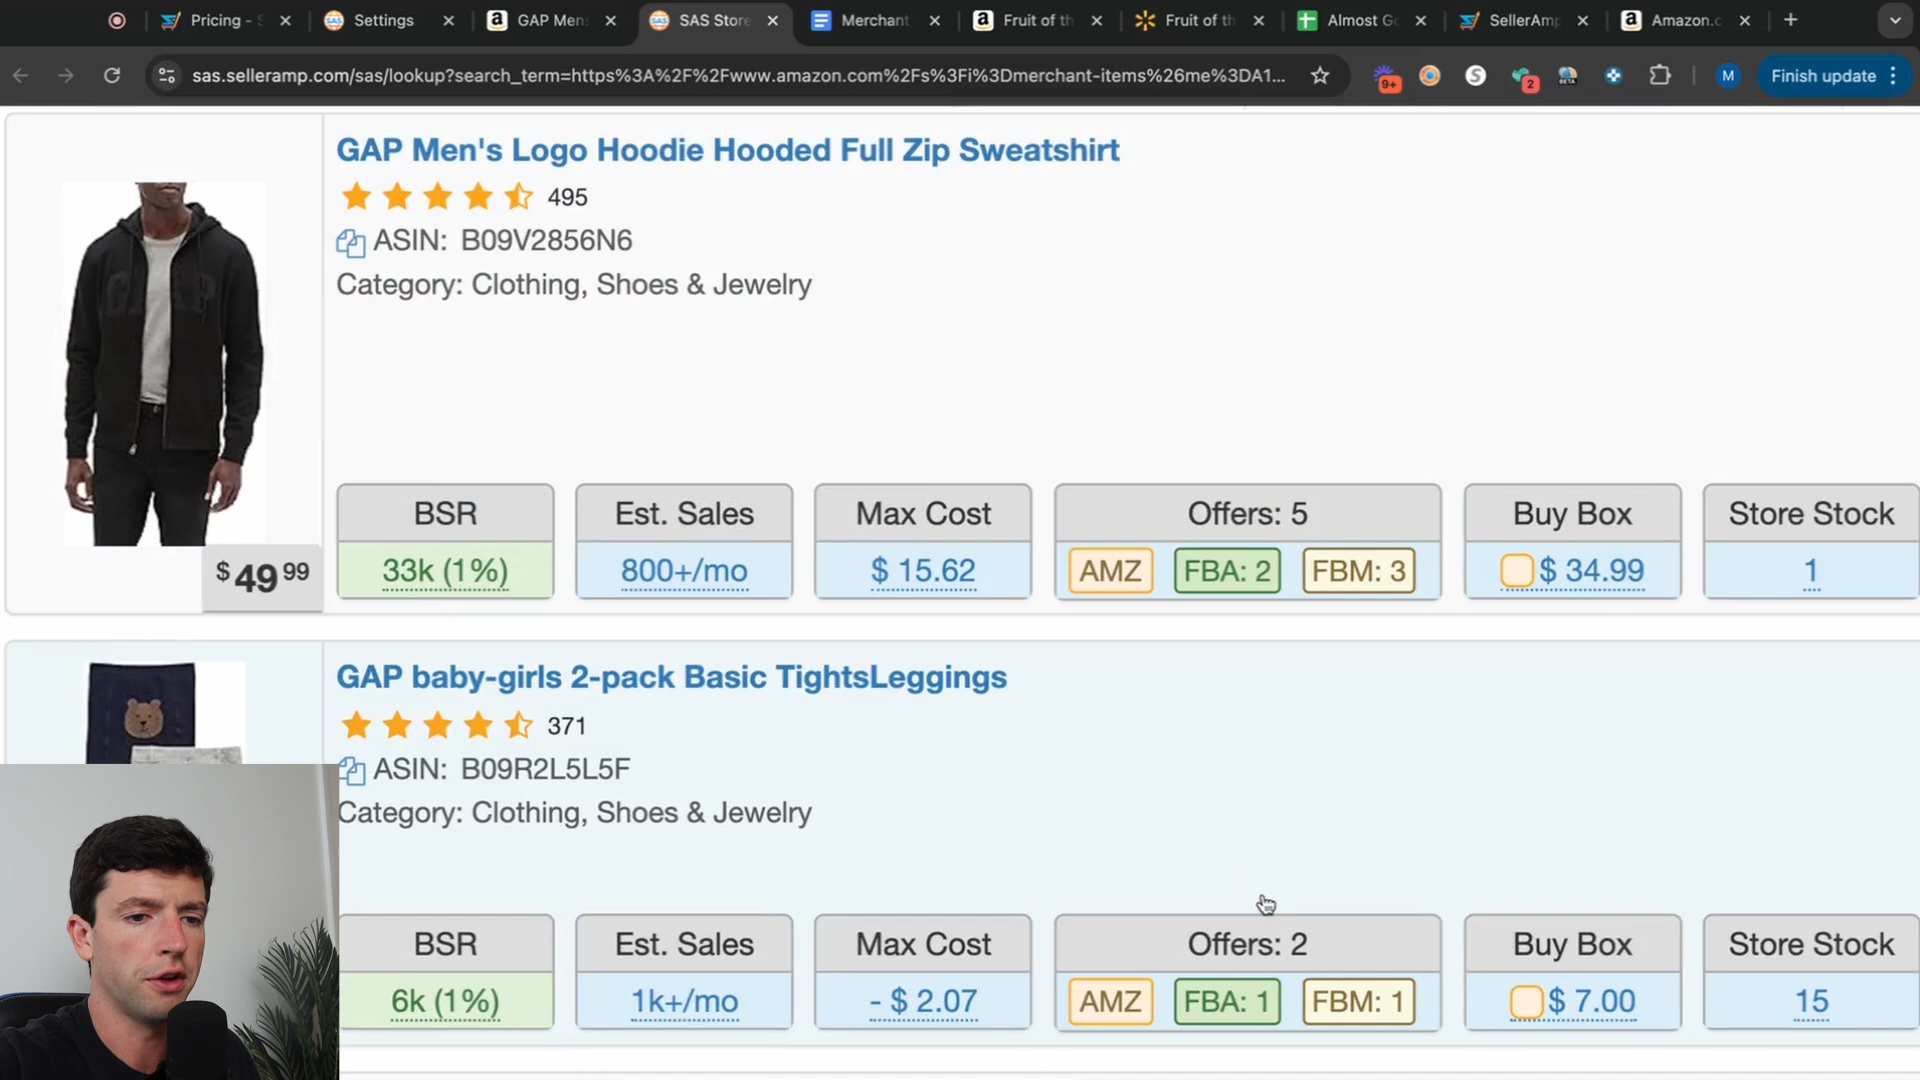 Pricing - S
Settings
GAP Men
SAS Store
Merchant
Fruit of th
Fruit of th
Almost Go
SellerAmp
Amazon.c
sas.selleramp.com/sas/lookup?search_term=https%3A%2F%2Fwww.amazon.com%2Fs%3Fi%3Dmerchant-items%26me%3DA1...
9+
2
BETA
M
Finish update
GAP Men's Logo Hoodie Hooded Full Zip Sweatshirt
495
ASIN: B09V2856N6
Category: Clothing, Shoes & Jewelry
GAP
$49 99
BSR
33k (1%)
Est. Sales
800+/mo
Max Cost
$ 15.62
Offers: 5
AMZ FBA: 2 FBM: 3
Buy Box
$ 34.99
Store Stock
1
GAP baby-girls 2-pack Basic TightsLeggings
371
ASIN: B09R2L5L5F
Category: Clothing, Shoes & Jewelry
BSR
6k (1%)
Est. Sales
1k+/mo
Max Cost
- $ 2.07
Offers: 2
AMZ FBA: 1 FBM: 1
Buy Box
$ 7.00
Store Stock
15